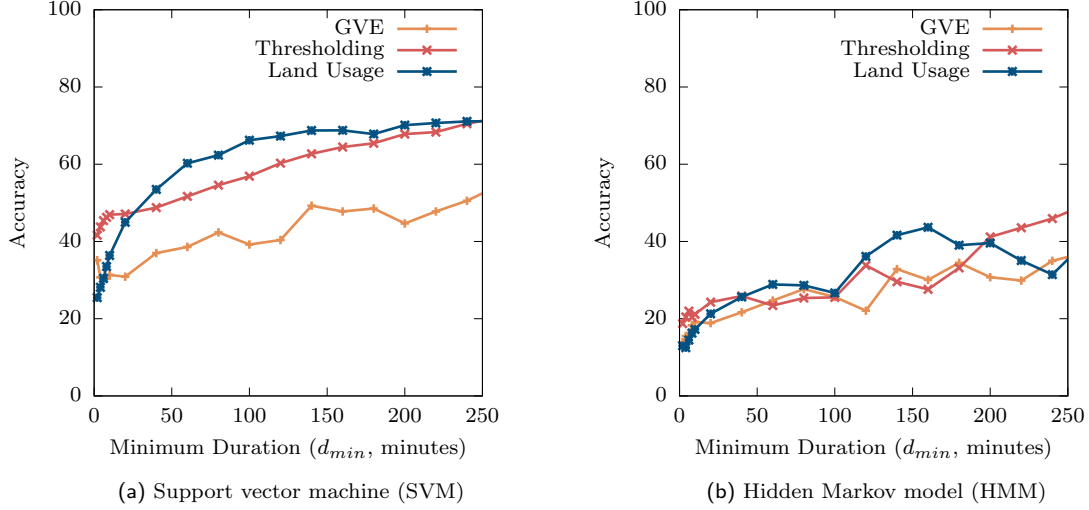 100
80
60
40
20
0
0 50 100 150 200 250
Accuracy
Minimum Duration (d_min, minutes)
GVE
Thresholding
Land Usage
(a) Support vector machine (SVM)
100
80
60
40
20
0
0 50 100 150 200 250
Accuracy
Minimum Duration (d_min, minutes)
GVE
Thresholding
Land Usage
(b) Hidden Markov model (HMM)